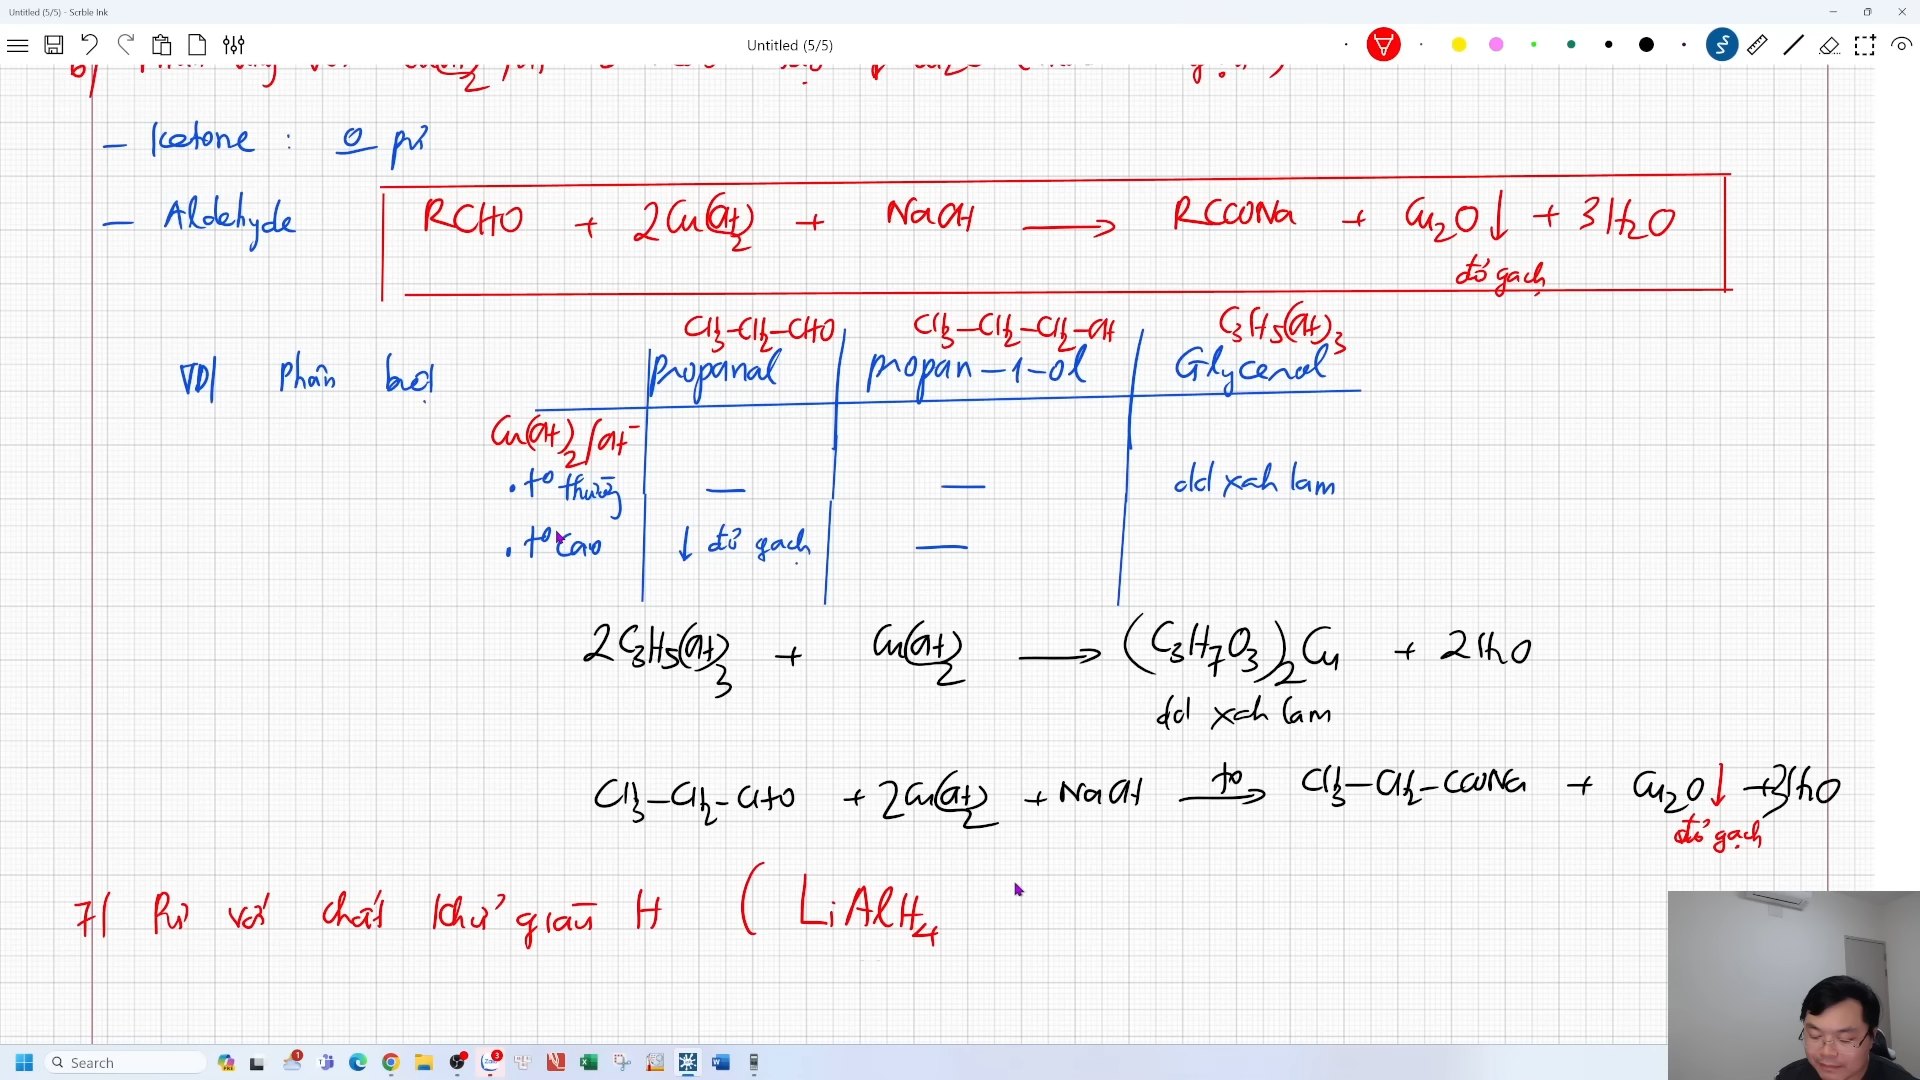 Untitled (5/5) - Scrble Ink
Untitled (5/5)
– Ketone : 0 pứ
– Aldehyde RCHO + 2Cu(OH)2 + NaOH → RCOONa + Cu2O↓ + 3H2O
đỏ gạch
CH3–CH2–CHO CH3–CH2–CH2–OH C3H5(OH)3
VD/ Phân biệt Propanal propan–1–ol Glycerol
Cu(OH)2/OH–
. t° thường — — dd xanh lam
. t° cao ↓ đỏ gạch —
2C3H5(OH)3 + Cu(OH)2 → (C3H7O3)2Cu + 2H2O
dd xanh lam
CH3–CH2–CHO + 2Cu(OH)2 + NaOH t° → CH3–CH2–COONa + Cu2O↓ + 3H2O
đỏ gạch
7/ Pứ với chất khử giàu H ( LiAlH4
Search